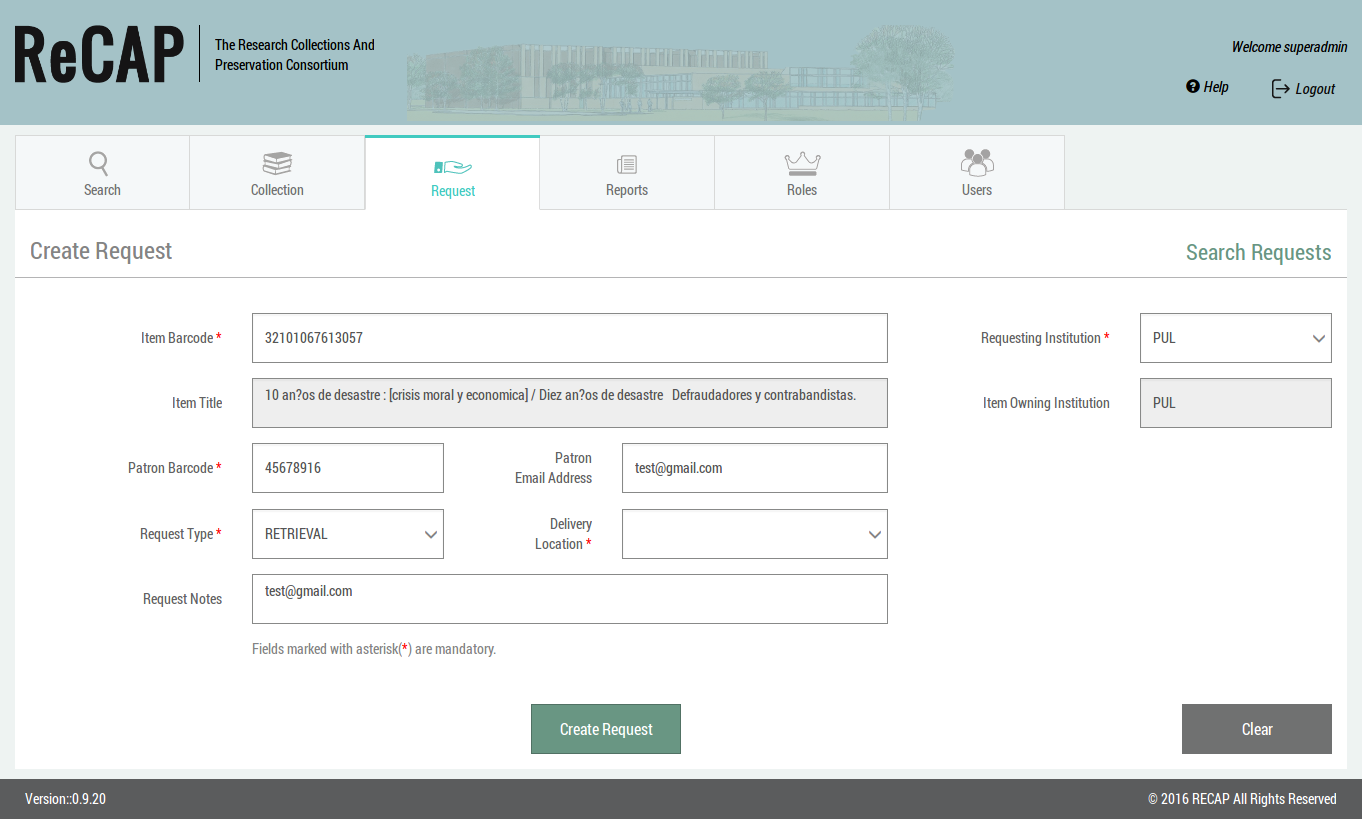 ReCAP
The Research Collections And
Preservation Consortium
Welcome superadmin
Help
Logout
Search
Collection
Request
Reports
Roles
Users
Create Request
Search Requests
Item Barcode *
32101067613057
Requesting Institution *
PUL
Item Title
10 an?os de desastre : [crisis moral y economica] / Diez an?os de desastre Defraudadores y contrabandistas.
Item Owning Institution
PUL
Patron Barcode *
45678916
Patron
Email Address
test@gmail.com
Request Type *
RETRIEVAL
Delivery
Location *
Request Notes
test@gmail.com
Fields marked with asterisk(*) are mandatory.
Create Request
Clear
Version::0.9.20
© 2016 RECAP All Rights Reserved